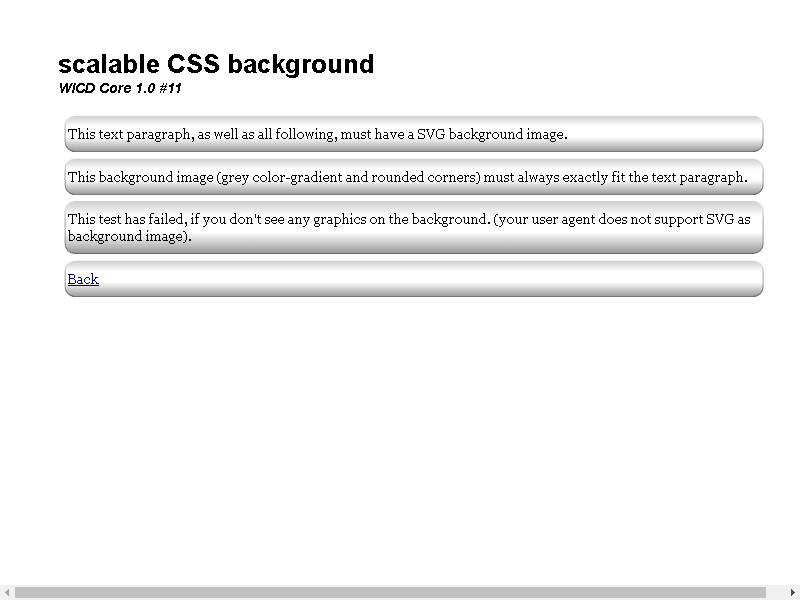 scalable CSS background
WICD Core 1.0 #11
This text paragraph, as well as all following, must have a SVG background image.
This background image (grey color-gradient and rounded corners) must always exactly fit the text paragraph.
This test has failed, if you don't see any graphics on the background. (your user agent does not support SVG as
background image).
Back